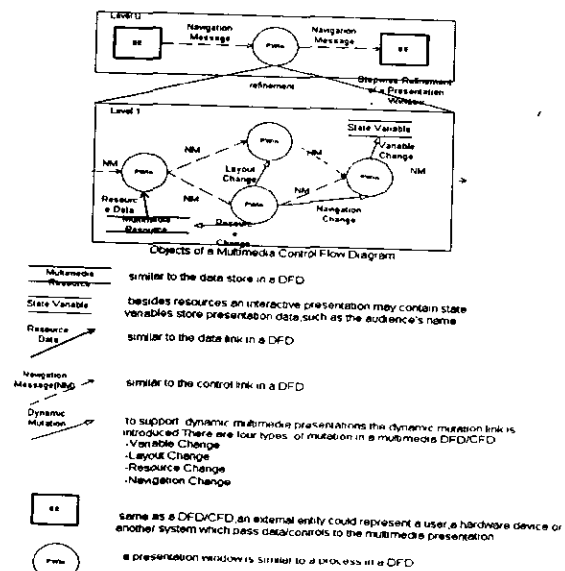 Level 0
Navigation
Message
Navigation
Message
EE
PWin
EE
refinement
Stepwise Refinement
a Presentation
Window
Level 1
State Variable
Variable
Change
NM
PWin
NM
NM
Layout
Change
NM
PWin
PWin
NM
NM
PWin
Navigation
Change
Resourc
e Data
Multimedia
Resource
Resourc
e
Change
Objects of a Multimedia Control Flow Diagram
Multimedia
Resource
similar to the data store in a DFD
State Variable
besides resources an interactive presentation may contain state
variables store presentation data,such as the audience's name
Resource
Data
similar to the data link in a DFD
Navigation
Message(NM)
similar to the control link in a DFD
Dynamic
Mutation
to support dynamic multimedia presentations the dynamic mutation link is
introduced There are four types of mutation in a multimedia DFD/CFD
-Variable Change
-Layout Change
-Resource Change
-Navigation Change
EE
same as a DFD/CFD,an external entity could represent a user,a hardware device or
another system which pass data/controls to the multimedia presentation
PWin
a presentation window is similar to a process in a DFD